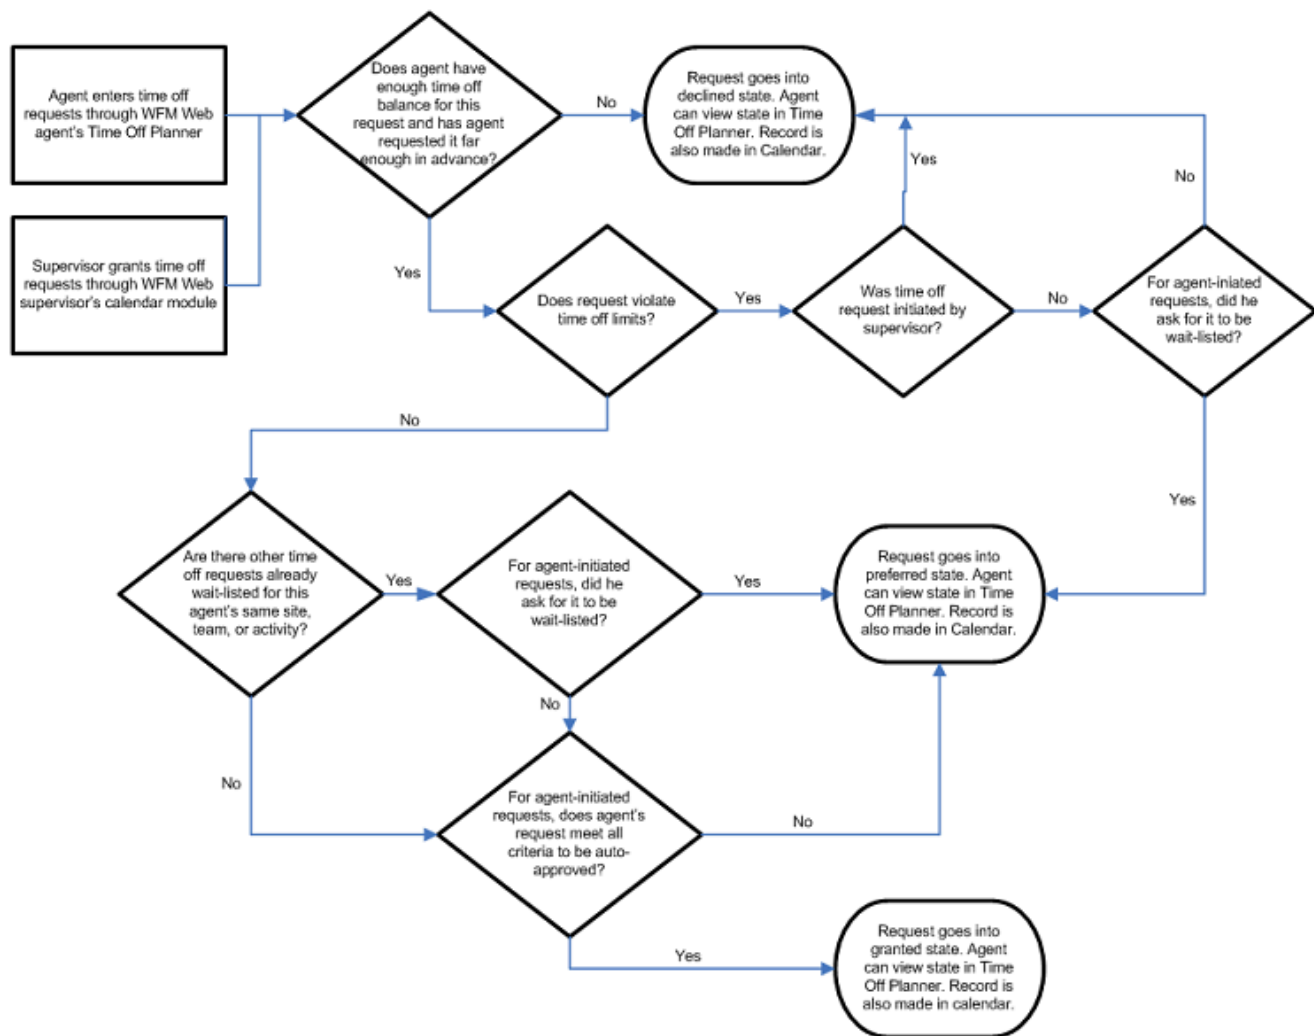 Agent enters time off
requests through WFM Web
agent's Time Off Planner
Does agent have
enough time off
balance for this
request and has agent
requested it far
enough in advance?
No
Request goes into
declined state. Agent
can view state in Time
Off Planner. Record is
also made in Calendar.
Yes
No
Supervisor grants time off
requests through WFM Web
supervisor's calendar module
Yes
Does request violate
time off limits?
Yes
Was time off
request initiated by
supervisor?
No
For agent-iniated
requests, did he
ask for it to be
wait-listed?
No
Yes
Are there other time
off requests already
wait-listed for this
agent's same site,
team, or activity?
Yes
For agent-initiated
requests, did he
ask for it to be
wait-listed?
Yes
Request goes into
preferred state. Agent
can view state in Time
Off Planner. Record is
also made in Calendar.
No
No
For agent-initiated
requests, does agent's
request meet all
criteria to be auto-
approved?
No
Yes
Request goes into
granted state. Agent
can view state in Time
Off Planner. Record is
also made in calendar.